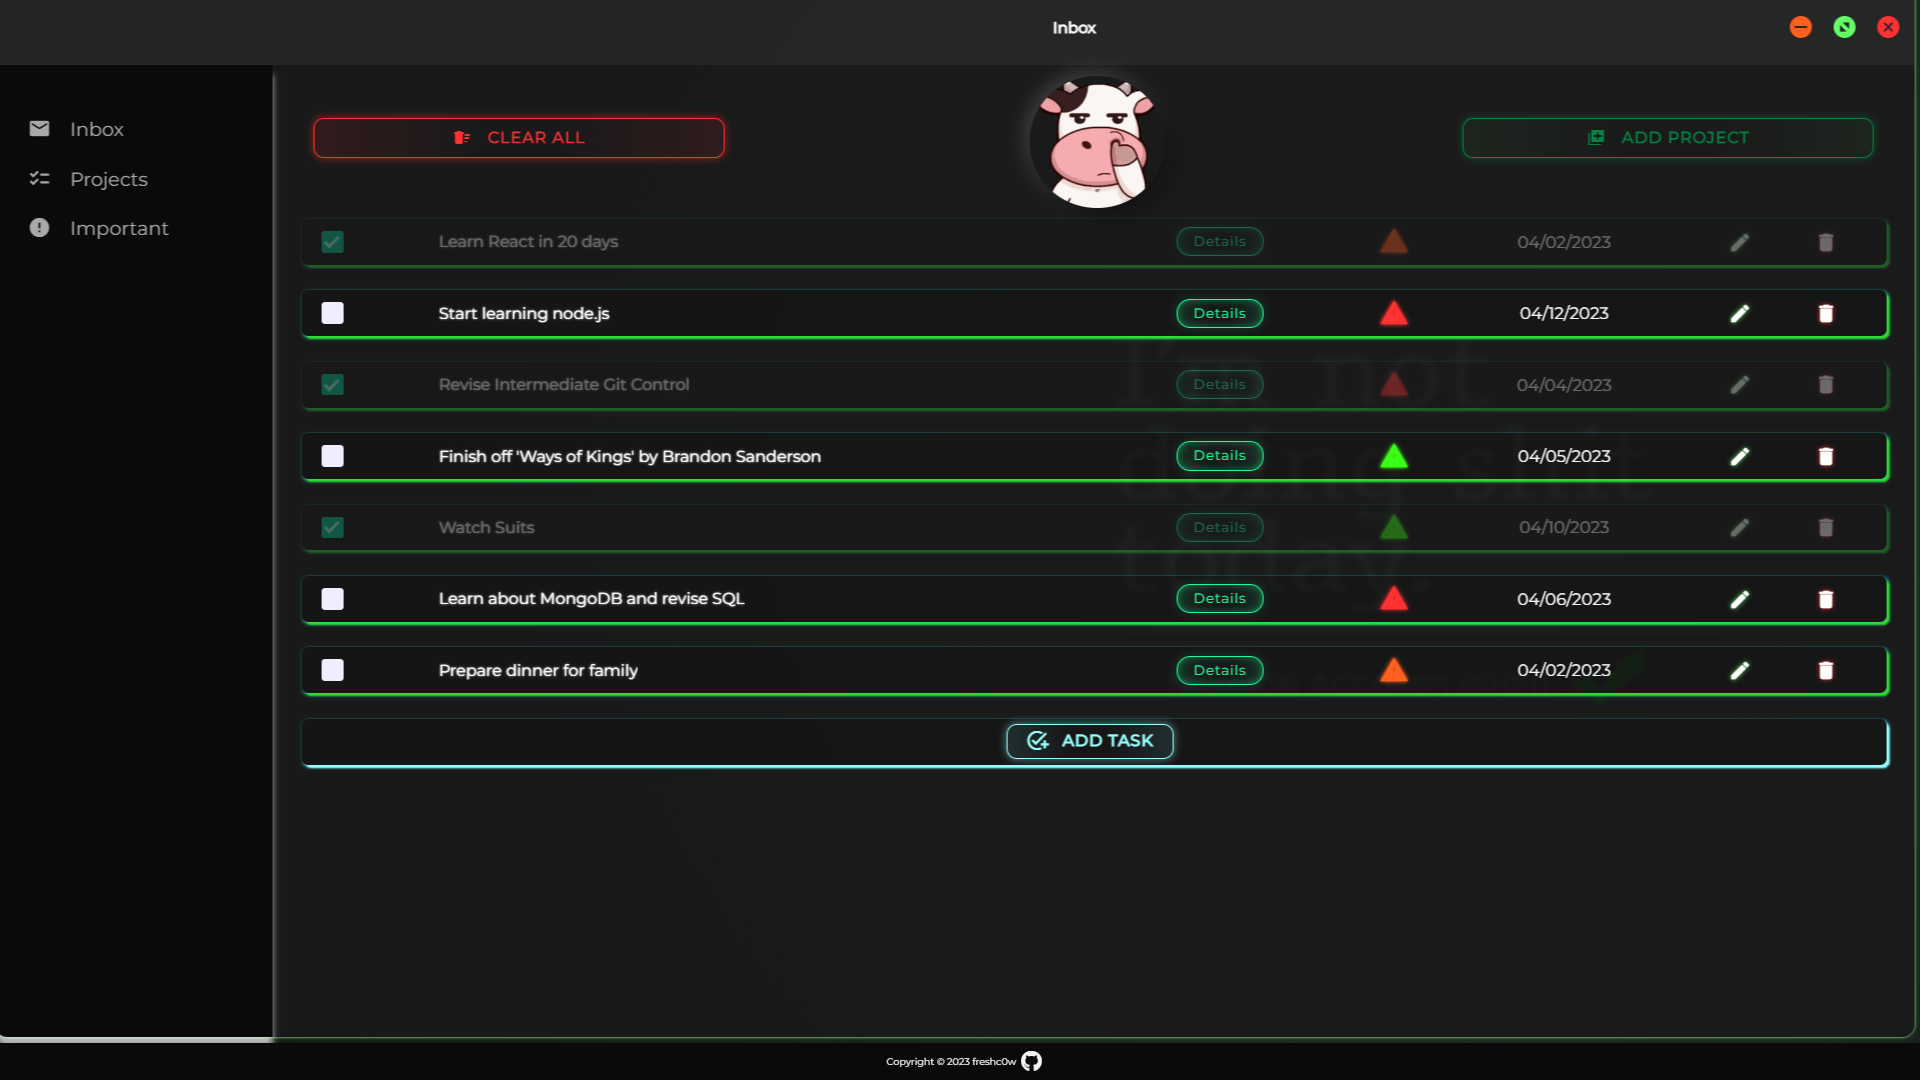 Inbox
Inbox
Projects
Important
CLEAR ALL
ADD PROJECT
Learn React in 20 days Details 04/02/2023
Start learning node.js Details 04/12/2023
Revise Intermediate Git Control Details 04/04/2023
Finish off 'Ways of Kings' by Brandon Sanderson Details 04/05/2023
Watch Suits Details 04/10/2023
Learn about MongoDB and revise SQL Details 04/06/2023
Prepare dinner for family Details 04/02/2023
ADD TASK
I'm not
doing shit
today.
Copyright © 2023 freshc0w